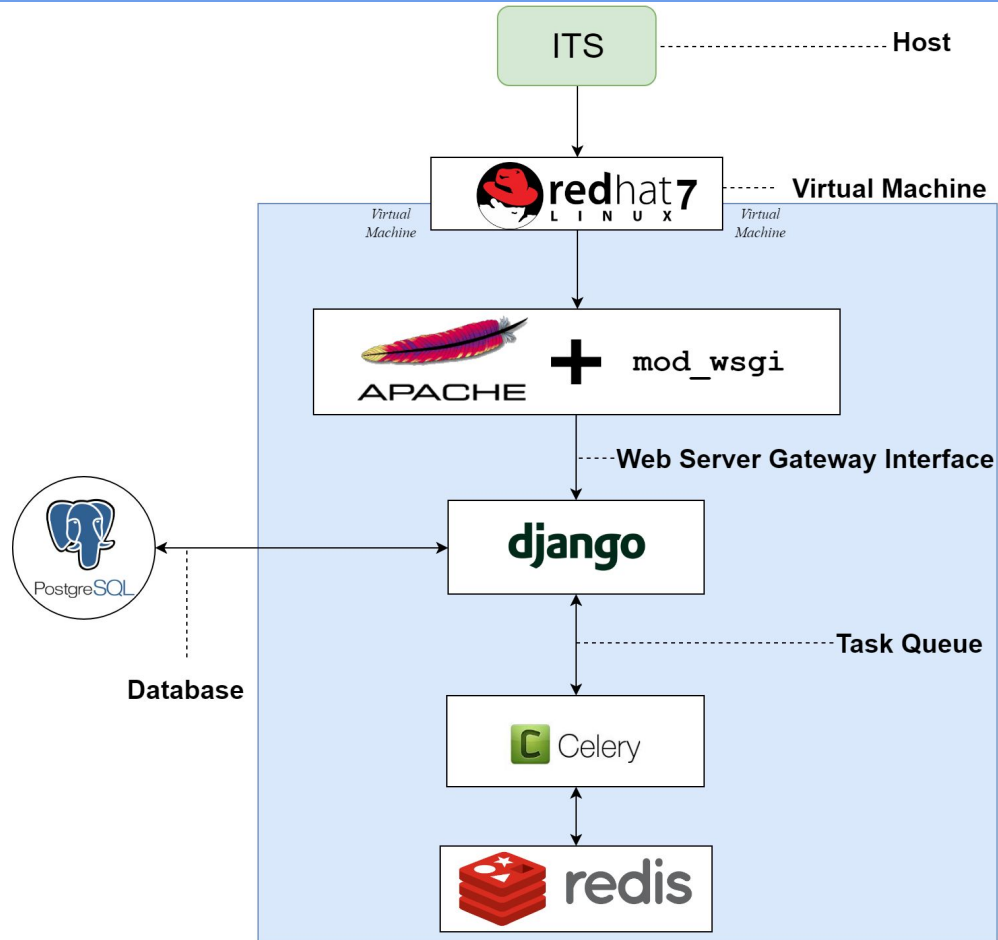 ITS
Host
redhat 7
LINUX
Virtual Machine
Virtual
Machine
Virtual
Machine
APACHE
mod_wsgi
Web Server Gateway Interface
django
PostgreSQL
Task Queue
Database
C Celery
redis